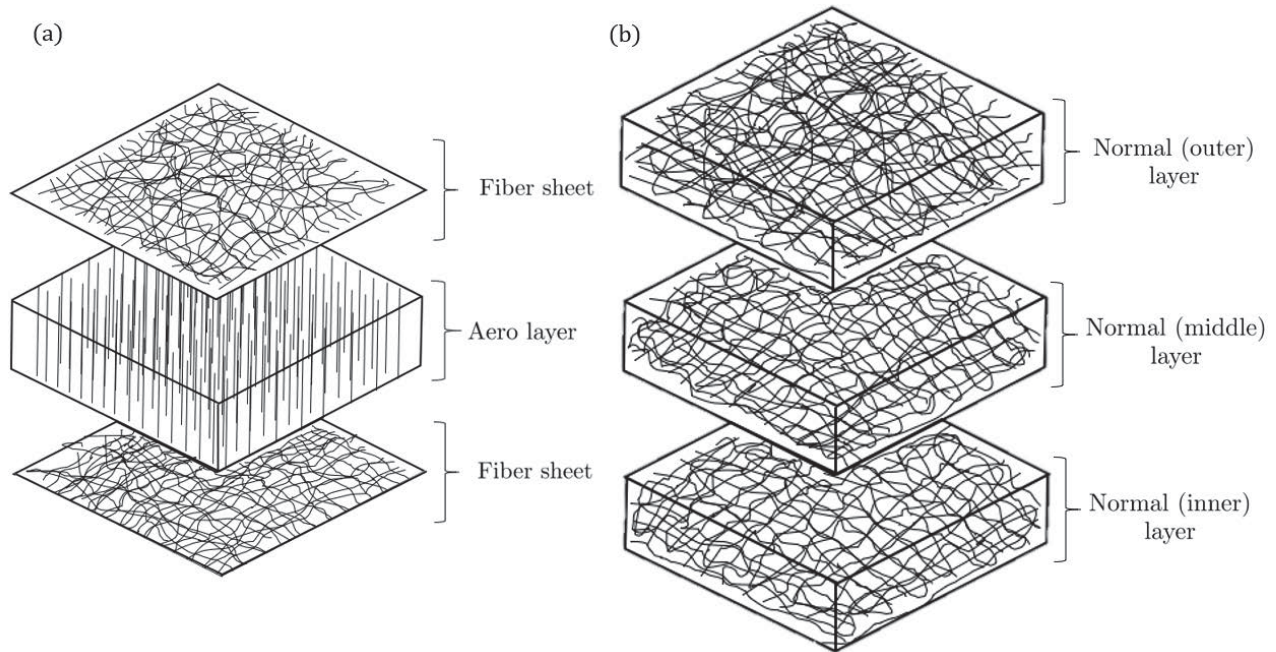 (a)
Fiber sheet
Aero layer
Fiber sheet
(b)
Normal (outer)
layer
Normal (middle)
layer
Normal (inner)
layer